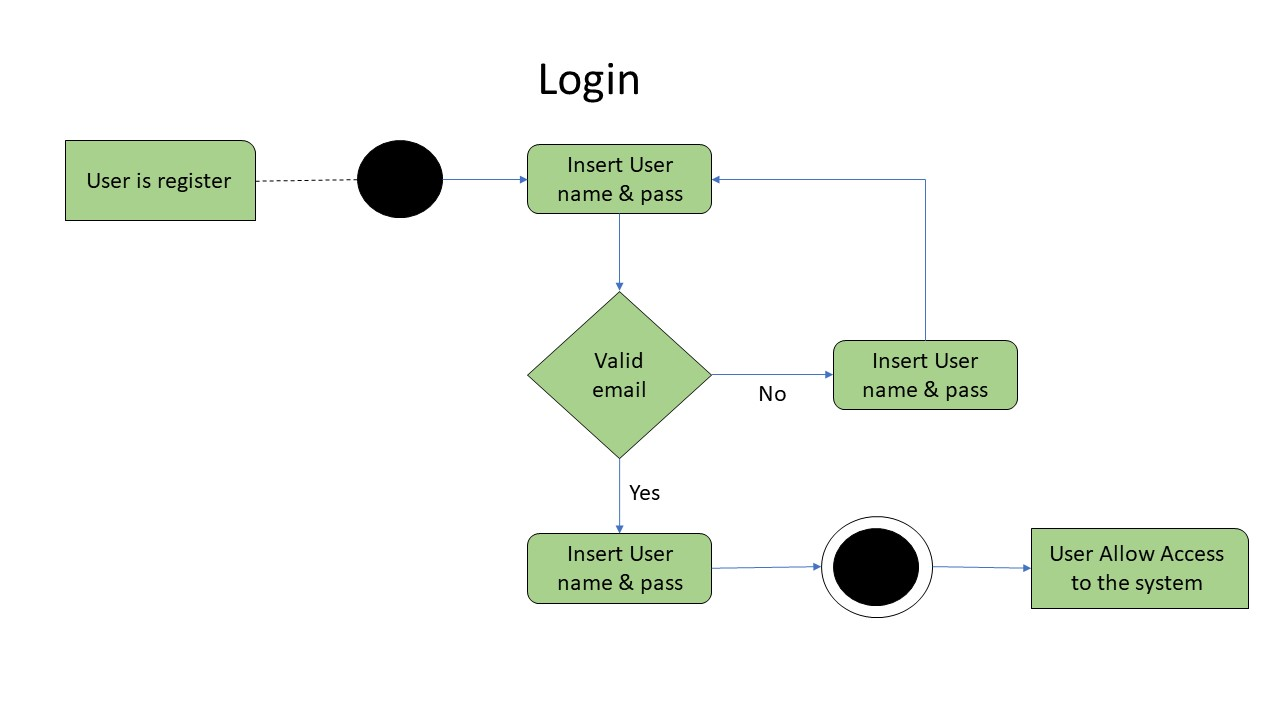 Login
User is register
Insert User
name & pass
Valid
email
No
Insert User
name & pass
Yes
Insert User
name & pass
User Allow Access
to the system